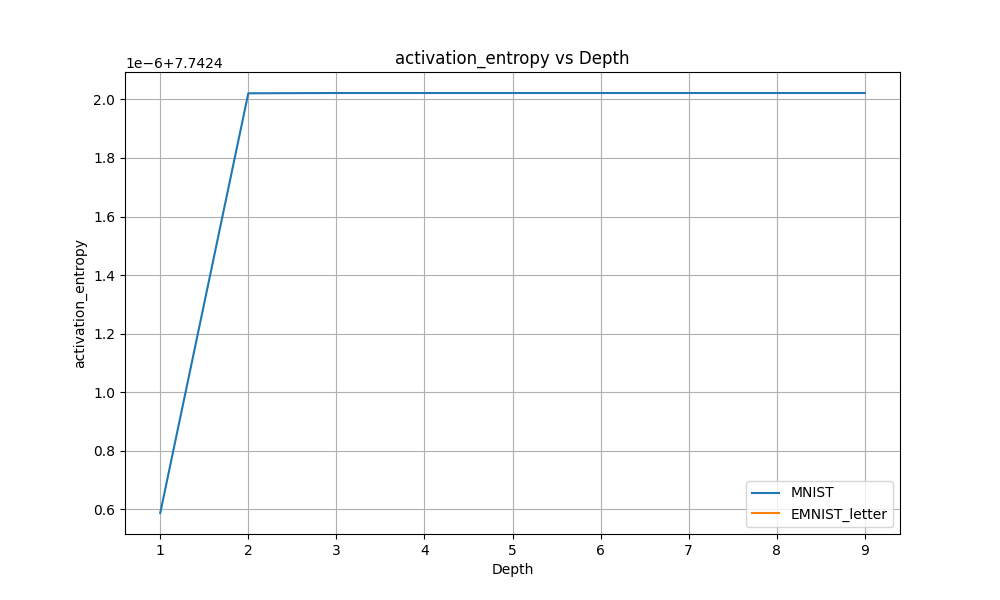 activation_entropy vs Depth
1e−6+7.7424
2.0
1.8
1.6
1.4
1.2
1.0
0.8
0.6
activation_entropy
MNIST
EMNIST_letter
1 2 3 4 5 6 7 8 9
Depth